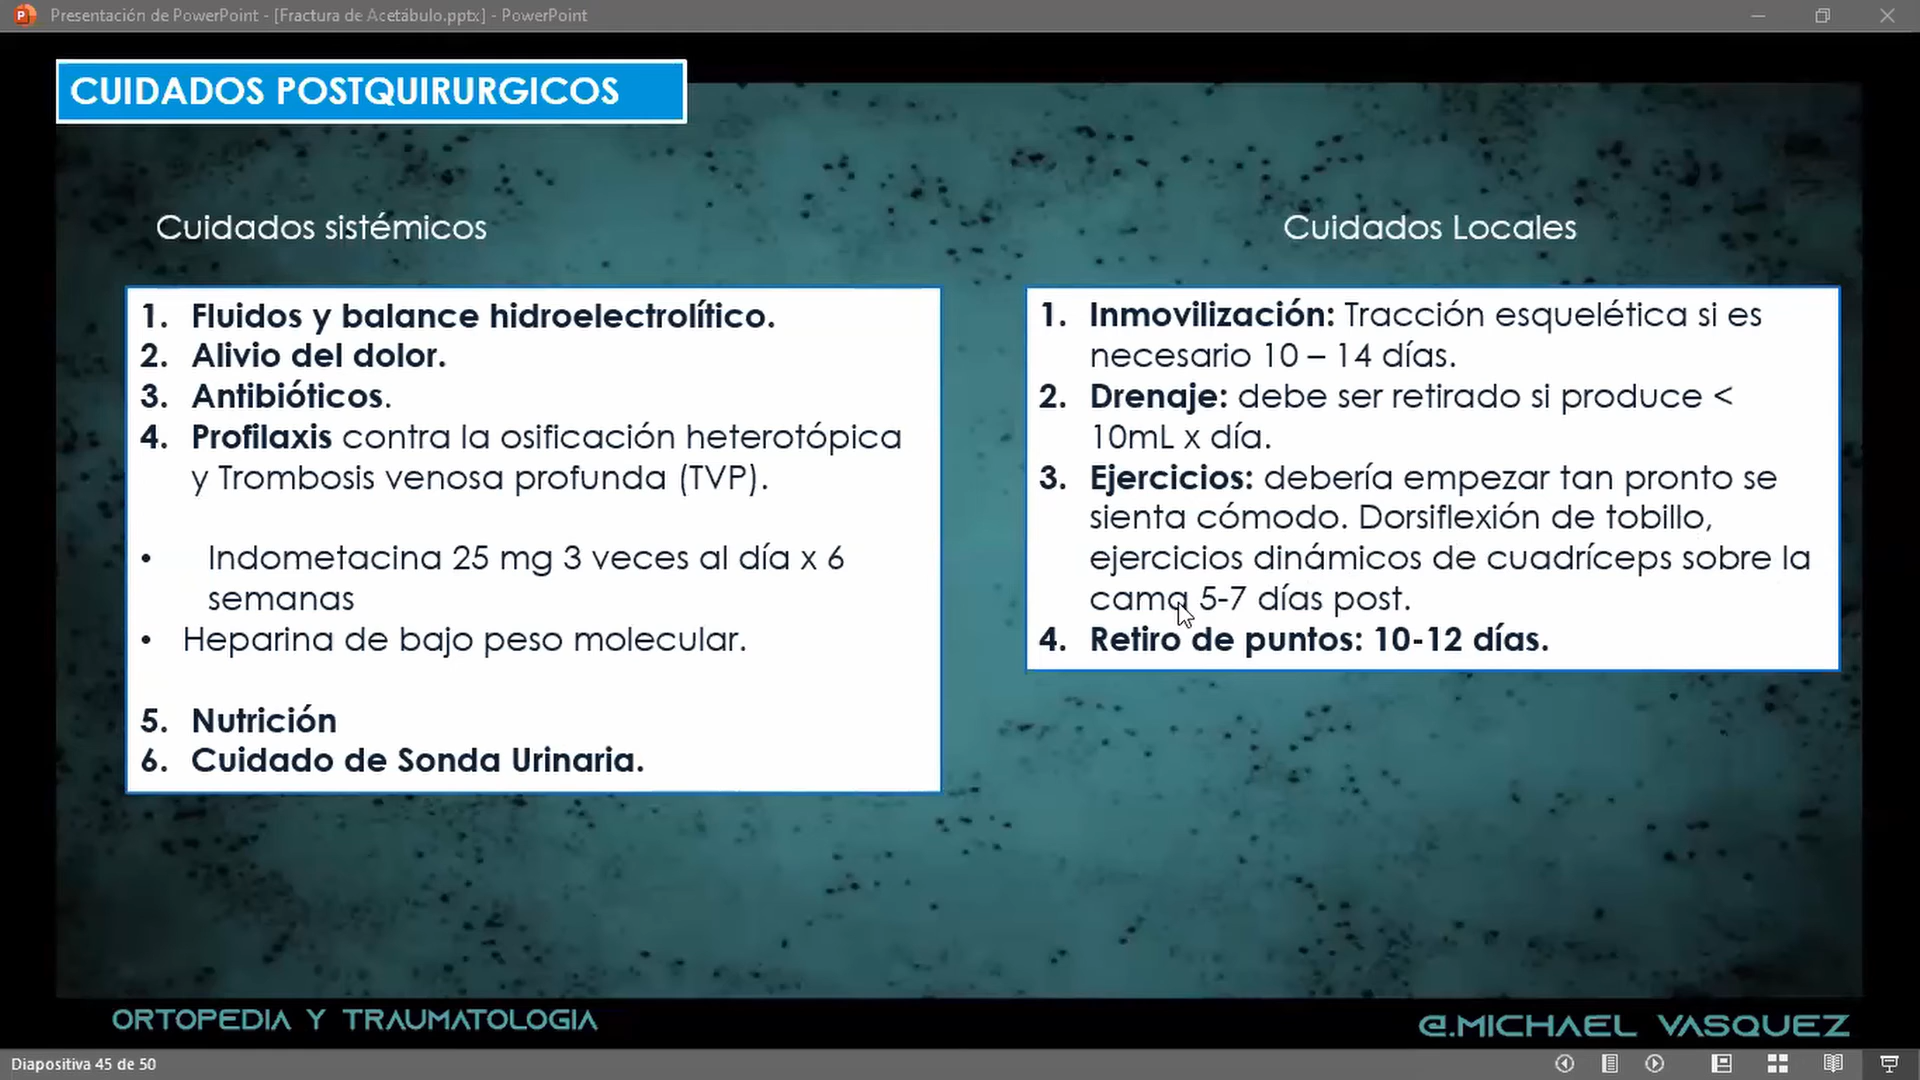 Presentación de PowerPoint - [Fractura de Acetábulo.pptx] - PowerPoint
CUIDADOS POSTQUIRURGICOS
Cuidados sistémicos
1. Fluidos y balance hidroelectrolítico.
2. Alivio del dolor.
3. Antibióticos.
4. Profilaxis contra la osificación heterotópica
y Trombosis venosa profunda (TVP).
• Indometacina 25 mg 3 veces al día x 6
semanas
• Heparina de bajo peso molecular.
5. Nutrición
6. Cuidado de Sonda Urinaria.
Cuidados Locales
1. Inmovilización: Tracción esquelética si es
necesario 10 – 14 días.
2. Drenaje: debe ser retirado si produce <
10mL x día.
3. Ejercicios: debería empezar tan pronto se
sienta cómodo. Dorsiflexión de tobillo,
ejercicios dinámicos de cuadríceps sobre la
cama 5-7 días post.
4. Retiro de puntos: 10-12 días.
ORTOPEDIA Y TRAUMATOLOGIA
@.MICHAEL VASQUEZ
Diapositiva 45 de 50